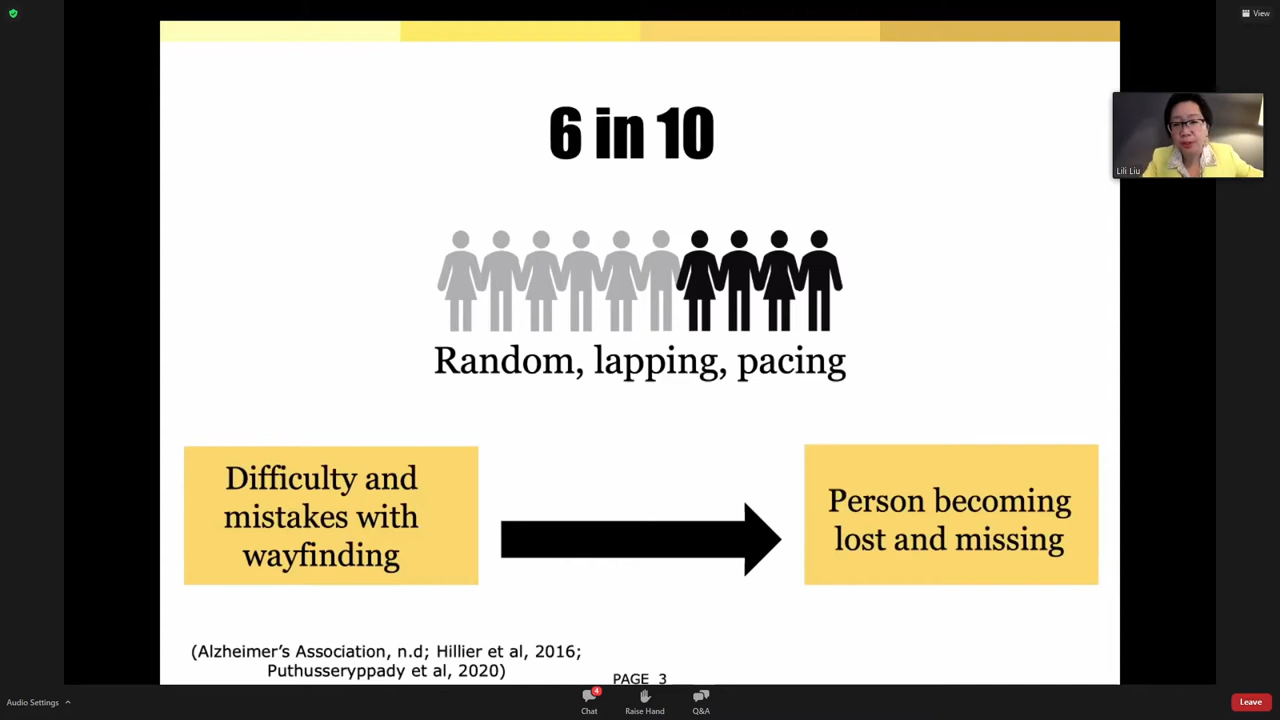 View
6 in 10
Lili Liu
Random, lapping, pacing
Difficulty and
mistakes with
wayfinding
Person becoming
lost and missing
(Alzheimer's Association, n.d; Hillier et al, 2016;
Puthusseryppady et al, 2020)
PAGE 3
Audio Settings
4
Chat
Raise Hand
Q&A
Leave